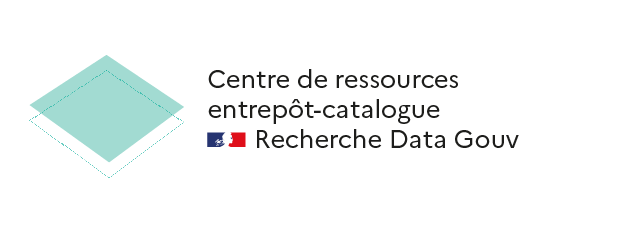 Centre de ressources
entrepôt-catalogue
Recherche Data Gouv